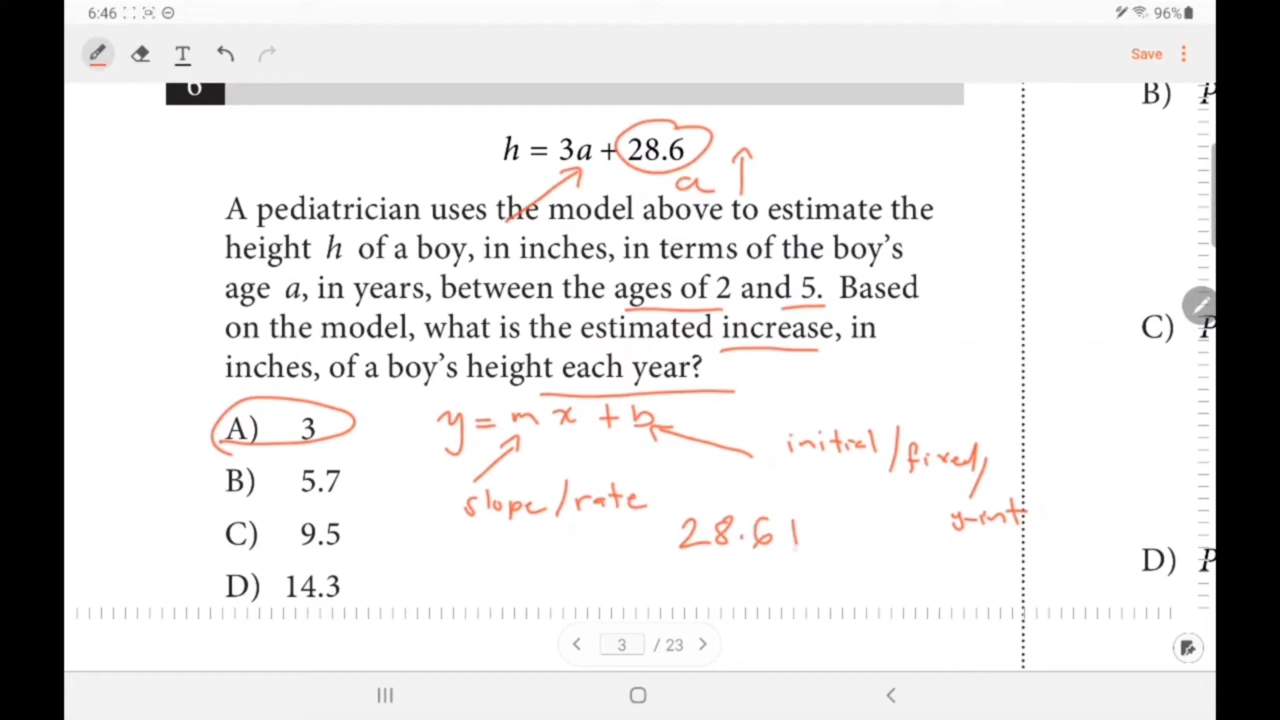 6:46
96%
Save
6
B) P
h = 3a + 28.6
a
A pediatrician uses the model above to estimate the
height h of a boy, in inches, in terms of the boy's
age a, in years, between the ages of 2 and 5. Based
on the model, what is the estimated increase, in
inches, of a boy's height each year?
C) P
A) 3
y = mx + b
initial/fixed/
y-int
B) 5.7
slope/rate
C) 9.5
28.6 |
D) 14.3
D) P
3 / 23